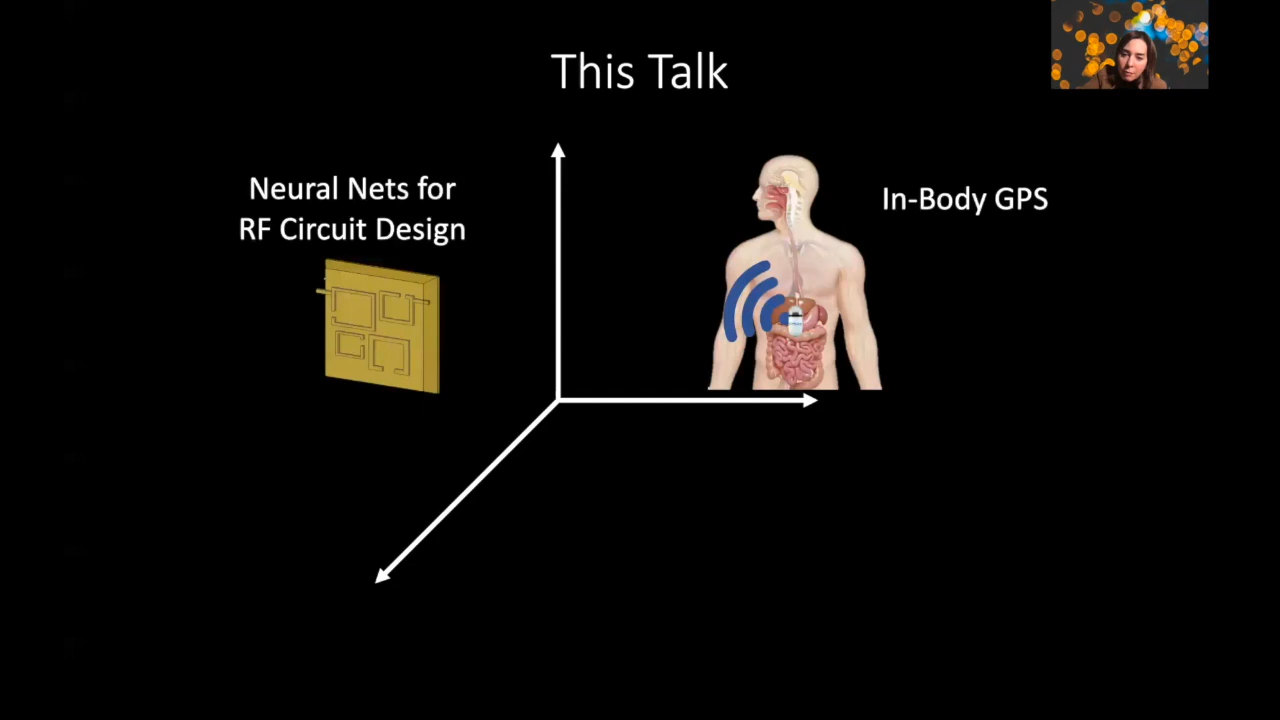 This Talk
Neural Nets for
RF Circuit Design
In-Body GPS